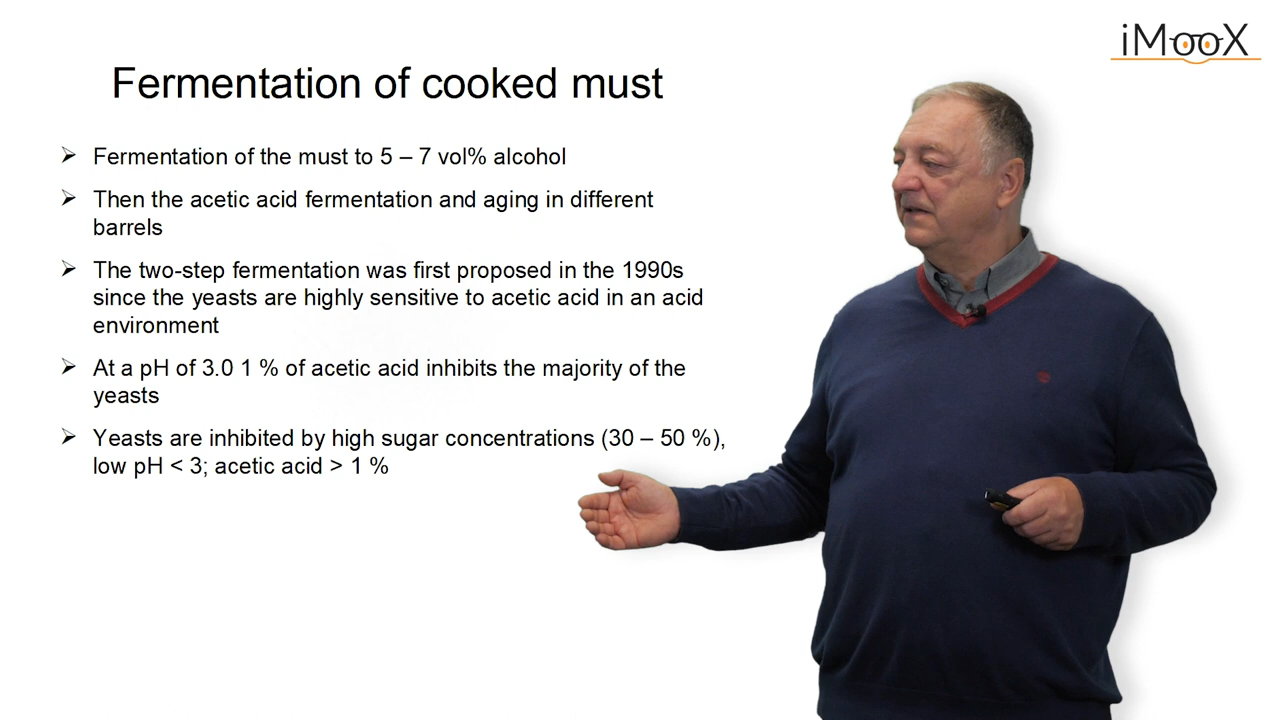 iMooX
Fermentation of cooked must
Fermentation of the must to 5 – 7 vol% alcohol
Then the acetic acid fermentation and aging in different
barrels
The two-step fermentation was first proposed in the 1990s
since the yeasts are highly sensitive to acetic acid in an acid
environment
At a pH of 3.0 1 % of acetic acid inhibits the majority of the
yeasts
Yeasts are inhibited by high sugar concentrations (30 – 50 %),
low pH < 3; acetic acid > 1 %